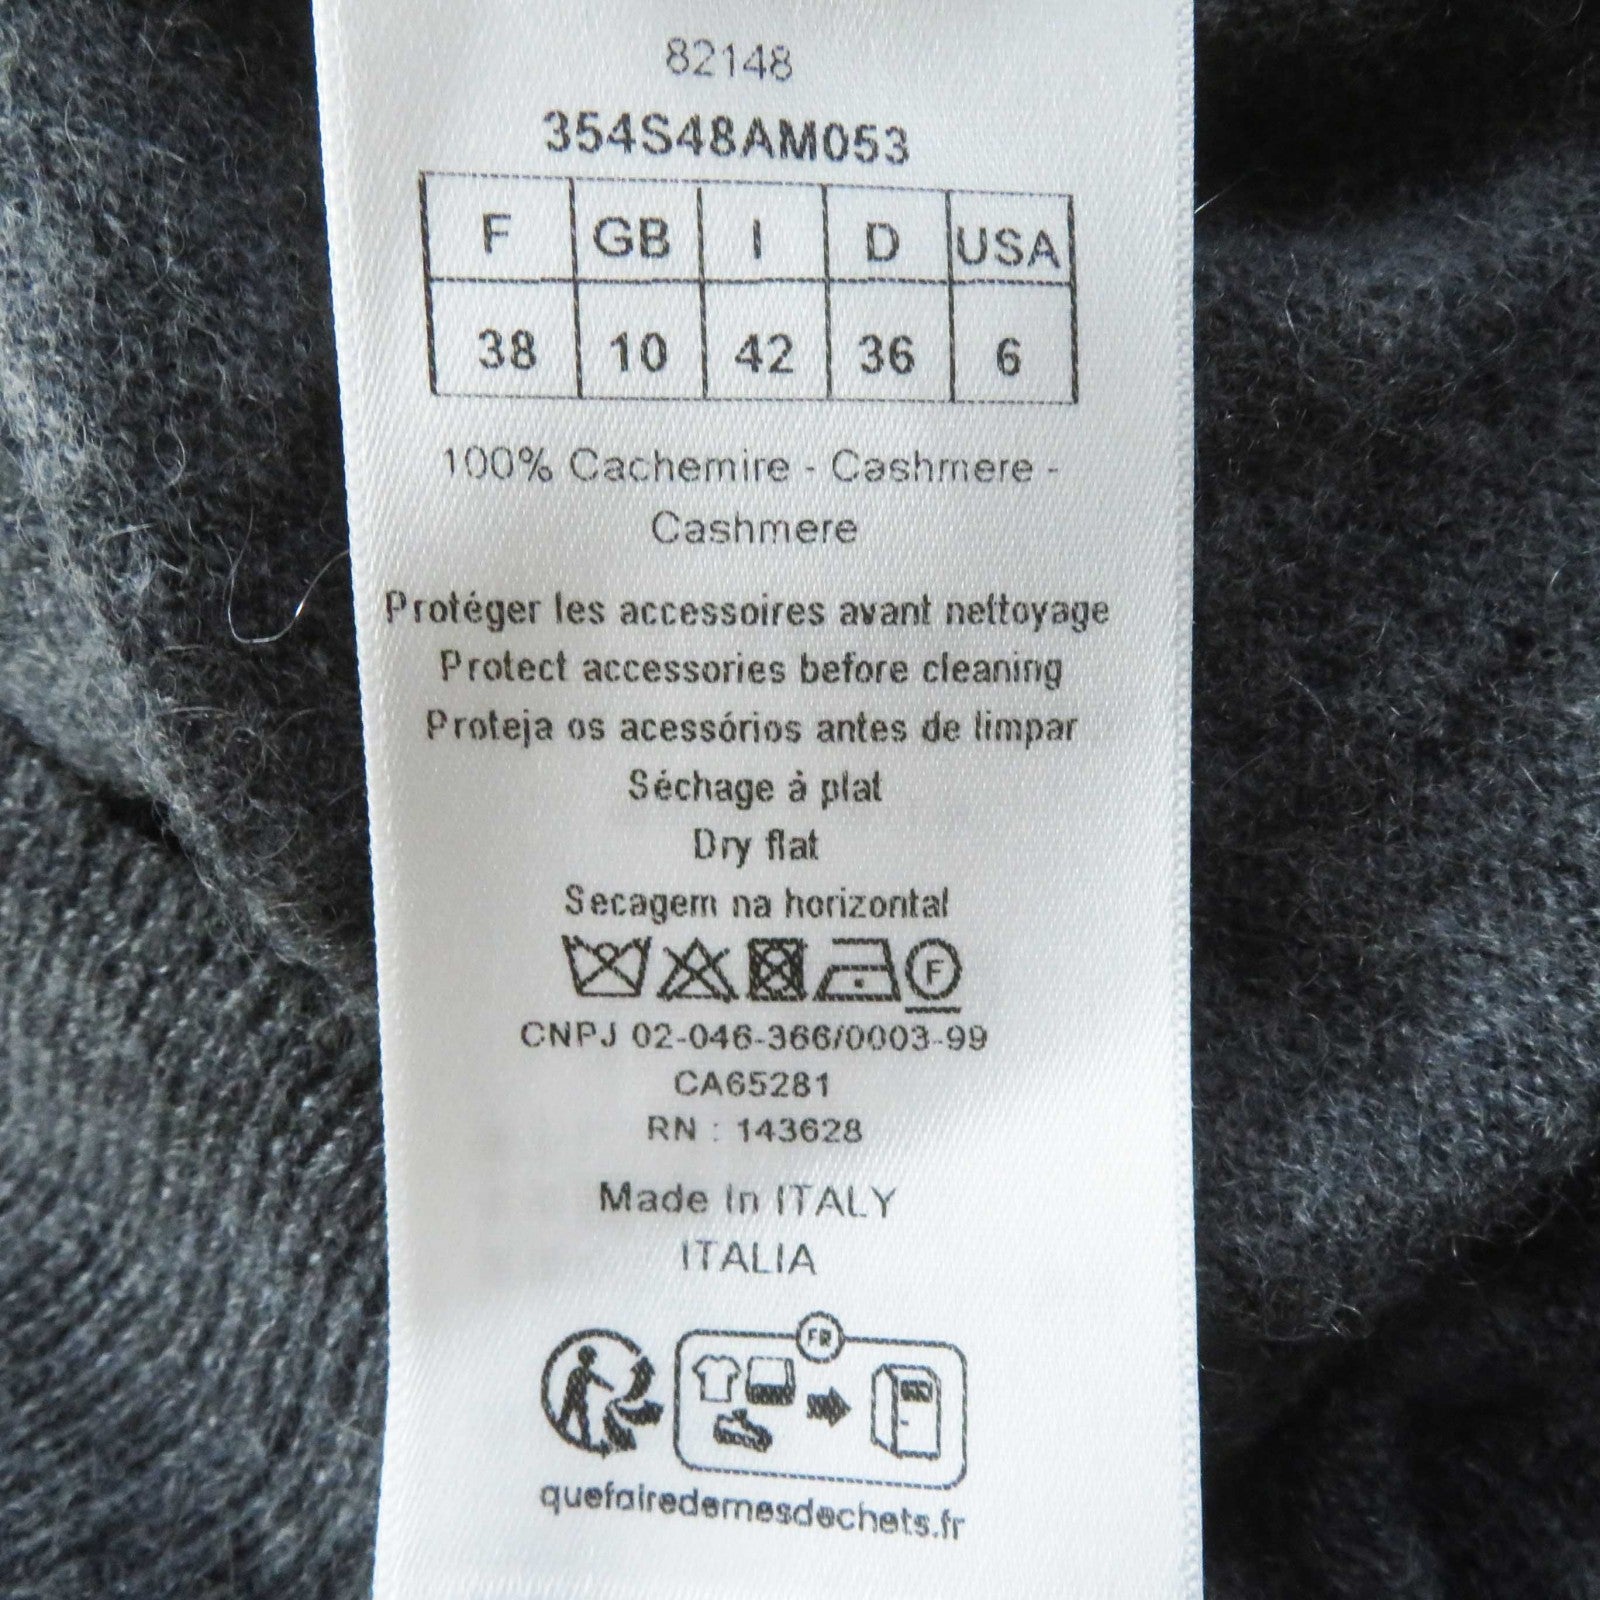 82148
354S48AM053
F GB I D USA
38 10 42 36 6
100% Cachemire - Cashmere -
Cashmere
Protéger les accessoires avant nettoyage
Protect accessories before cleaning
Proteja os acessórios antes de limpar
Séchage à plat
Dry flat
Secagem na horizontal
F
CNPJ 02-046-366/0003-99
CA65281
RN : 143628
Made In ITALY
ITALIA
FR
quefairedemesdechets.fr